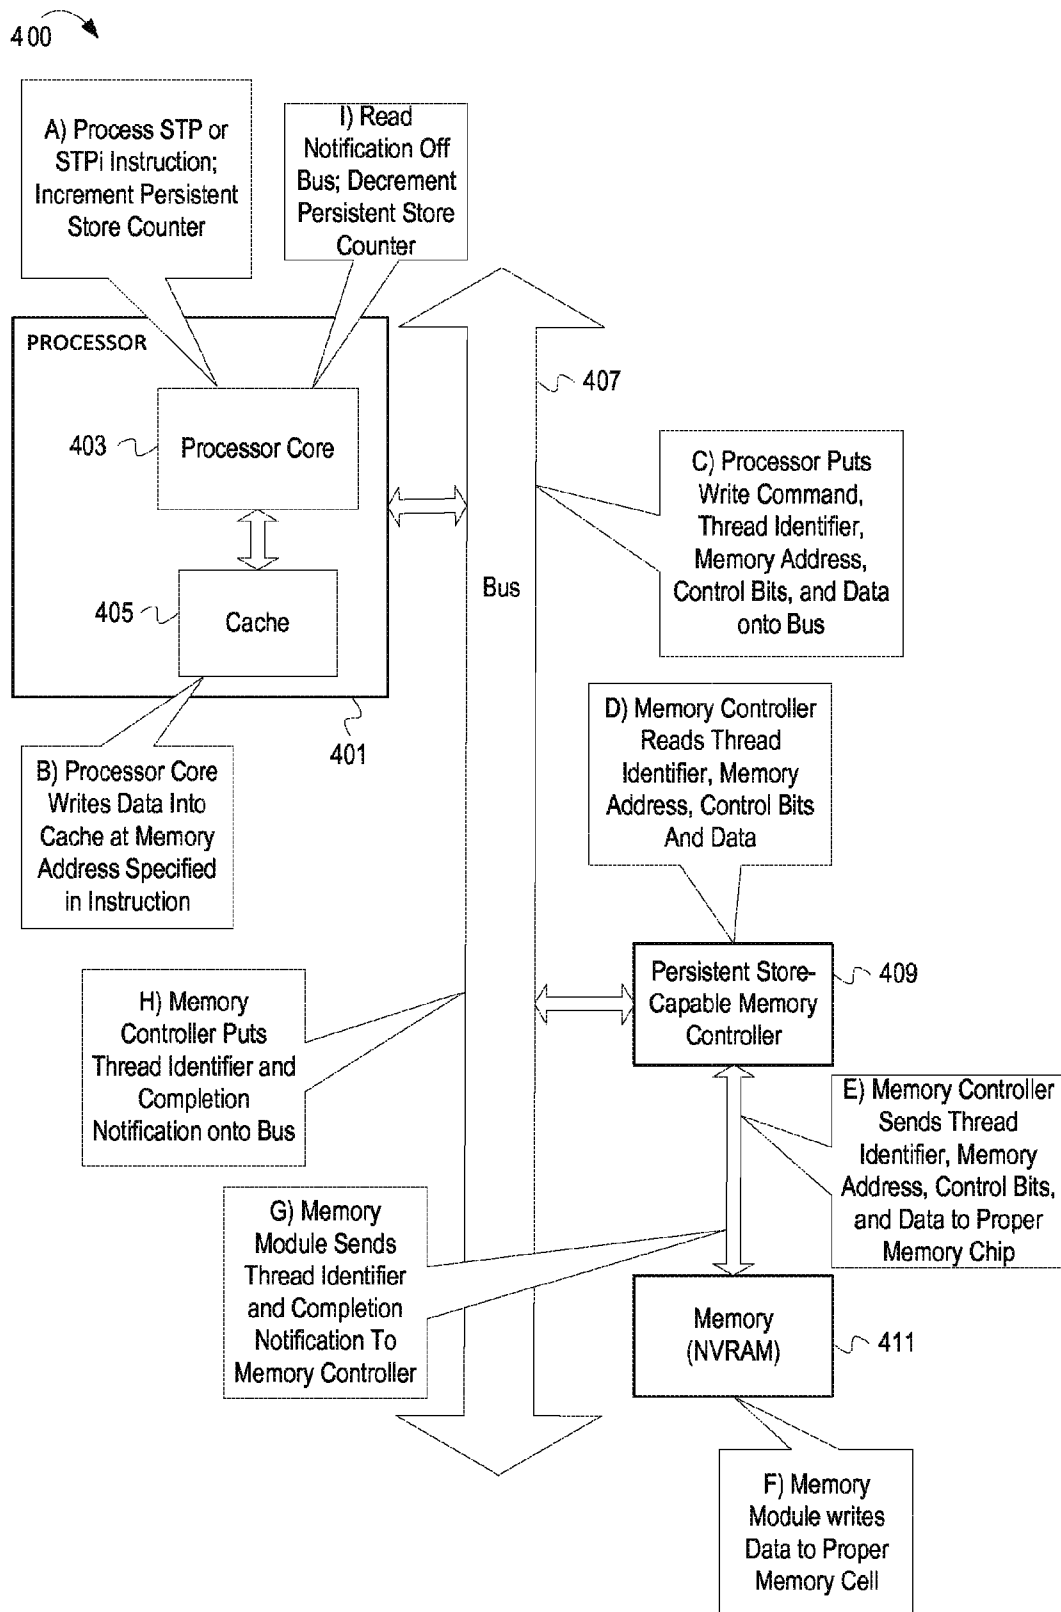 400
A) Process STP or
STPi Instruction;
Increment Persistent
Store Counter
I) Read
Notification Off
Bus; Decrement
Persistent Store
Counter
PROCESSOR
403
Processor Core
405
Cache
401
B) Processor Core
Writes Data Into
Cache at Memory
Address Specified
in Instruction
Bus
407
C) Processor Puts
Write Command,
Thread Identifier,
Memory Address,
Control Bits, and Data
onto Bus
D) Memory Controller
Reads Thread
Identifier, Memory
Address, Control Bits
And Data
Persistent Store-
Capable Memory
Controller
409
H) Memory
Controller Puts
Thread Identifier and
Completion
Notification onto Bus
E) Memory Controller
Sends Thread
Identifier, Memory
Address, Control Bits,
and Data to Proper
Memory Chip
G) Memory
Module Sends
Thread Identifier
and Completion
Notification To
Memory Controller
Memory
(NVRAM)
411
F) Memory
Module writes
Data to Proper
Memory Cell